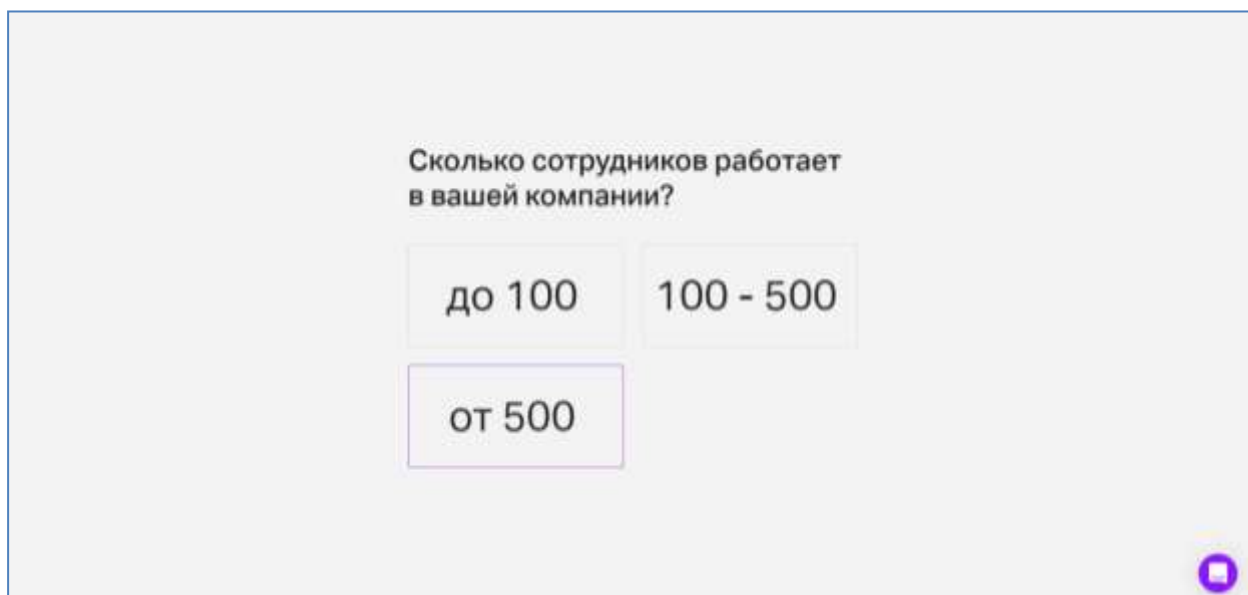 Сколько сотрудников работает
в вашей компании?
до 100
100 - 500
от 500